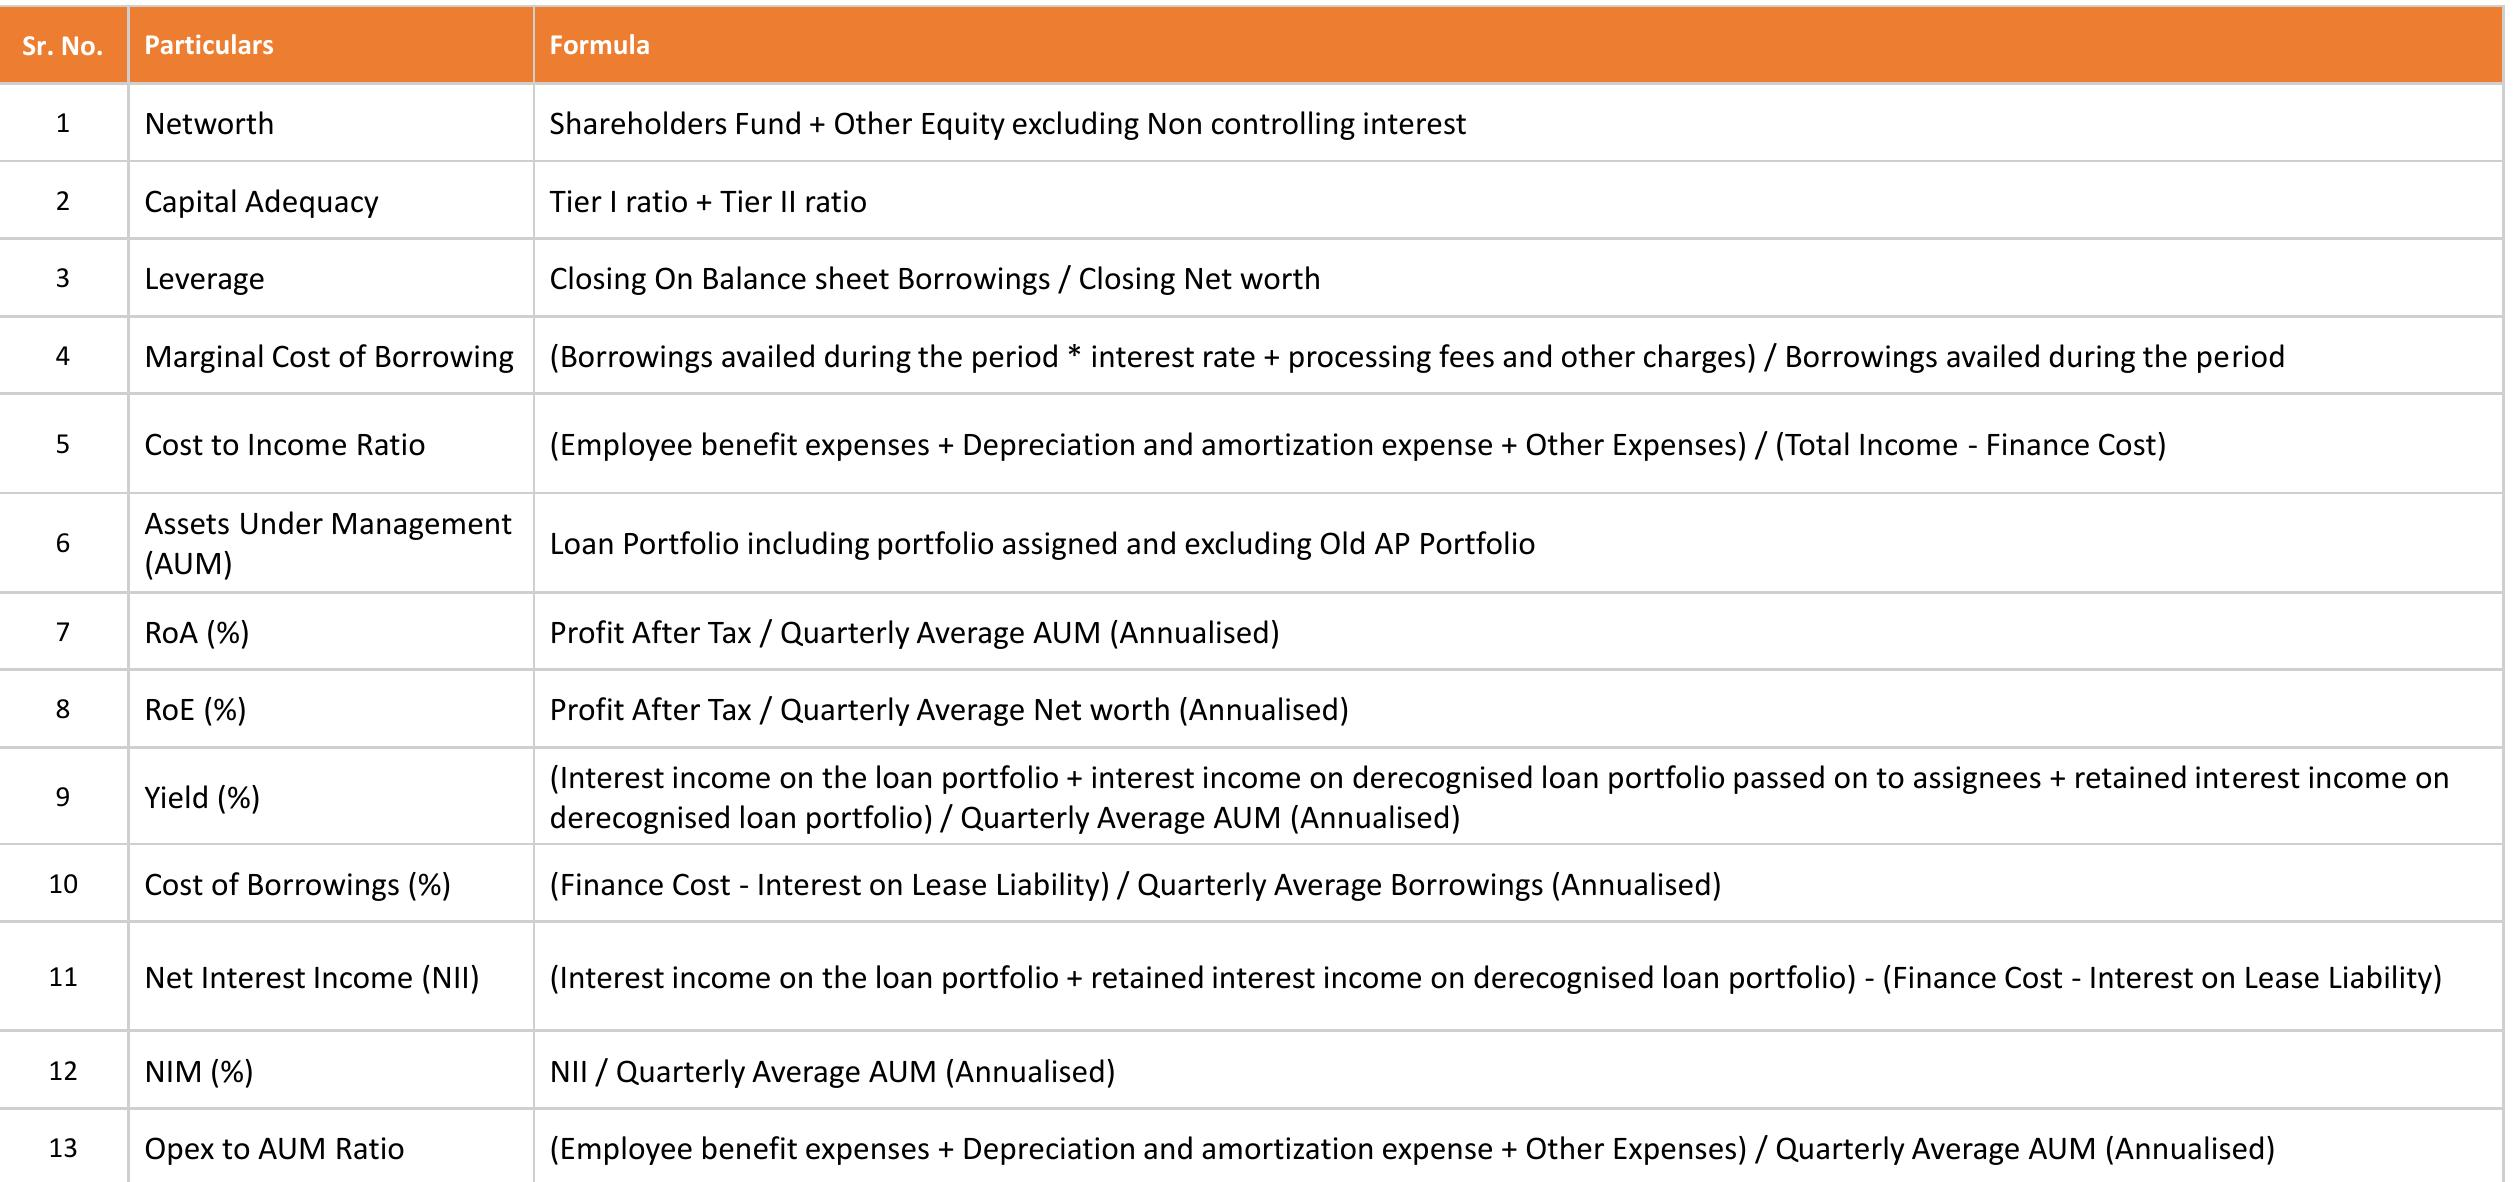 Sr. No. Particulars Formula
1 Networth Shareholders Fund + Other Equity excluding Non controlling interest
2 Capital Adequacy Tier I ratio + Tier II ratio
3 Leverage Closing On Balance sheet Borrowings / Closing Net worth
4 Marginal Cost of Borrowing (Borrowings availed during the period * interest rate + processing fees and other charges) / Borrowings availed during the period
5 Cost to Income Ratio (Employee benefit expenses + Depreciation and amortization expense + Other Expenses) / (Total Income - Finance Cost)
6 Assets Under Management
(AUM) Loan Portfolio including portfolio assigned and excluding Old AP Portfolio
7 RoA (%) Profit After Tax / Quarterly Average AUM (Annualised)
8 RoE (%) Profit After Tax / Quarterly Average Net worth (Annualised)
9 Yield (%) (Interest income on the loan portfolio + interest income on derecognised loan portfolio passed on to assignees + retained interest income on
derecognised loan portfolio) / Quarterly Average AUM (Annualised)
10 Cost of Borrowings (%) (Finance Cost - Interest on Lease Liability) / Quarterly Average Borrowings (Annualised)
11 Net Interest Income (NII) (Interest income on the loan portfolio + retained interest income on derecognised loan portfolio) - (Finance Cost - Interest on Lease Liability)
12 NIM (%) NII / Quarterly Average AUM (Annualised)
13 Opex to AUM Ratio (Employee benefit expenses + Depreciation and amortization expense + Other Expenses) / Quarterly Average AUM (Annualised)